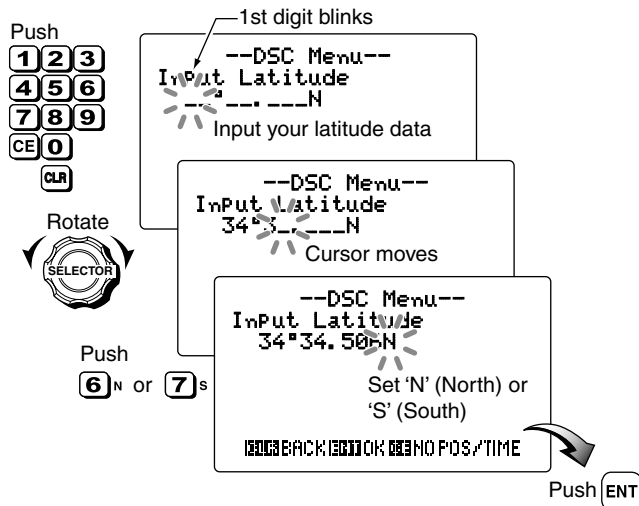 1st digit blinks
Push
1 2 3
4 5 6
7 8 9
CE 0
CLR
--DSC Menu--
InPut Latitude
__°__.___N
Input your latitude data
--DSC Menu--
InPut Latitude
34°3_.___N
Cursor moves
Rotate
SELECTOR
--DSC Menu--
InPut Latitude
34°34.506N
Push
6 N or 7 S
Set ‘N’ (North) or
‘S’ (South)
BACK OK NO POS/TIME
Push ENT